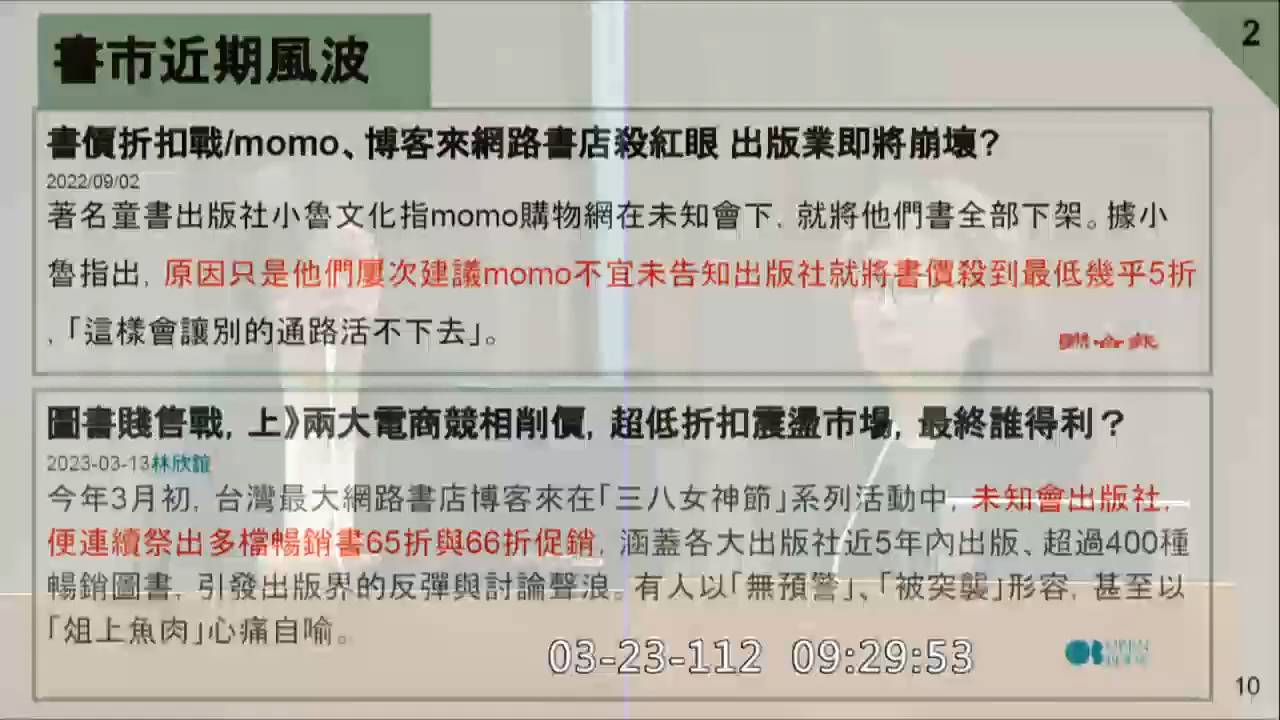 2
書市近期風波
書價折扣戰/momo、博客來網路書店殺紅眼 出版業即將崩壞?
2022/09/02
著名童書出版社小魯文化指momo購物網在未知會下，就將他們書全部下架。據小
魯指出，原因只是他們屢次建議momo不宜未告知出版社就將書價殺到最低幾乎5折
，「這樣會讓別的通路活不下去」。
聯合報
圖書賤售戰，上》兩大電商競相削價，超低折扣震盪市場，最終誰得利？
2023-03-13林欣誼
今年3月初，台灣最大網路書店博客來在「三八女神節」系列活動中，未知會出版社，
便連續祭出多檔暢銷書65折與66折促銷，涵蓋各大出版社近5年內出版、超過400種
暢銷圖書，引發出版界的反彈與討論聲浪。有人以「無預警」、「被突襲」形容，甚至以
「俎上魚肉」心痛自喻。
03-23-112 09:29:53
OPEN
BOOK
10